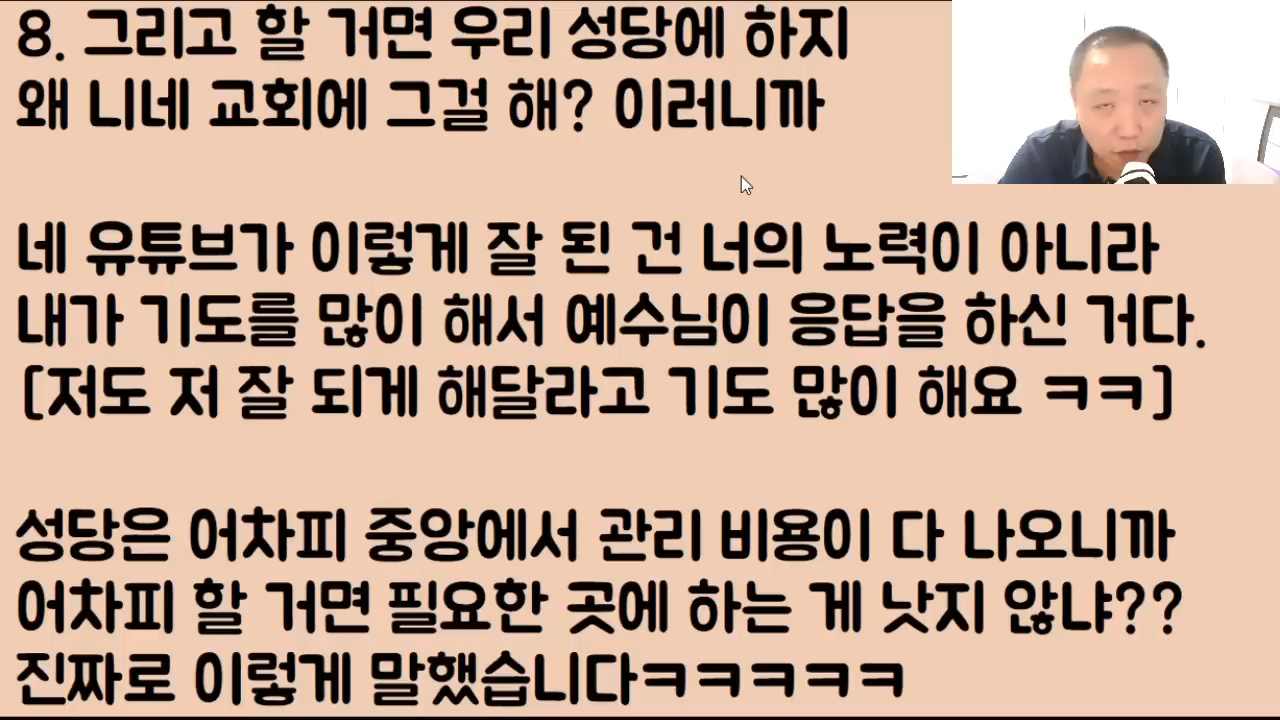 8. 그리고 할 거면 우리 성당에 하지
왜 니네 교회에 그걸 해? 이러니까
네 유튜브가 이렇게 잘 된 건 너의 노력이 아니라
내가 기도를 많이 해서 예수님이 응답을 하신 거다.
[저도 저 잘 되게 해달라고 기도 많이 해요 ㅋㅋ]
성당은 어차피 중앙에서 관리 비용이 다 나오니까
어차피 할 거면 필요한 곳에 하는 게 낫지 않냐??
진짜로 이렇게 말했습니다ㅋㅋㅋㅋㅋ